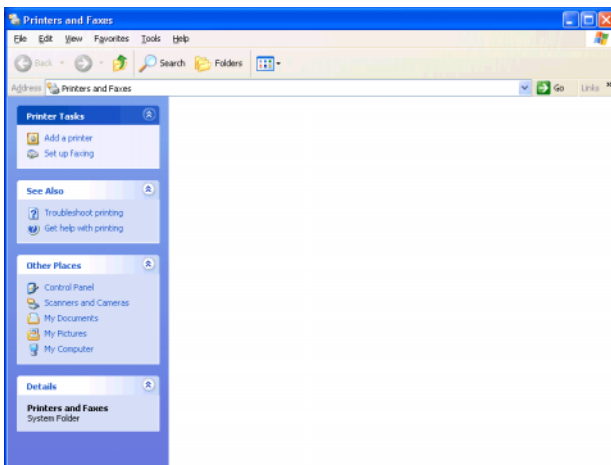 Printers and Faxes
File Edit View Favorites Tools Help
Back Search Folders
Address Printers and Faxes Go Links »
Printer Tasks
Add a printer
Set up faxing
See Also
Troubleshoot printing
Get help with printing
Other Places
Control Panel
Scanners and Cameras
My Documents
My Pictures
My Computer
Details
Printers and Faxes
System Folder